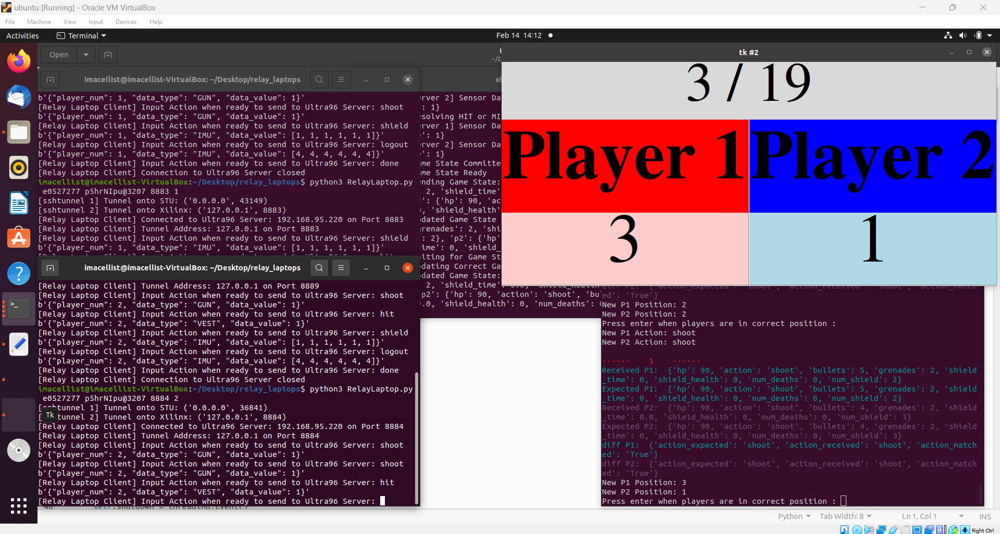 ubuntu [Running] - Oracle VM VirtualBox
File Machine View Input Devices Help
Activities Terminal Feb 14 14:12
Open
imacellist@imacellist-VirtualBox: ~/Desktop/relay_laptops
b'{"player_num": 1, "data_type": "GUN", "data_value": 1}'
[Relay Laptop Client] Input Action when ready to send to Ultra96 Server: shoot
b'{"player_num": 1, "data_type": "GUN", "data_value": 1}'
[Relay Laptop Client] Input Action when ready to send to Ultra96 Server: shield
b'{"player_num": 1, "data_type": "IMU", "data_value": [1, 1, 1, 1, 1, 1]}'
[Relay Laptop Client] Input Action when ready to send to Ultra96 Server: logout
b'{"player_num": 1, "data_type": "IMU", "data_value": [4, 4, 4, 4, 4, 4]}'
[Relay Laptop Client] Input Action when ready to send to Ultra96 Server: done
[Relay Laptop Client] Connection to Ultra96 Server closed
imacellist@imacellist-VirtualBox:~/Desktop/relay_laptops$ python3 RelayLaptop.py
e0527277 p5hrNIpu@3207 8883 1
[sshtunnel 1] Tunnel onto STU: ('0.0.0.0', 43149)
[sshtunnel 2] Tunnel onto Xilinx: ('127.0.0.1', 8883)
[Relay Laptop Client] Connected to Ultra96 Server: 192.168.95.220 on Port 8883
[Relay Laptop Client] Tunnel Address: 127.0.0.1 on Port 8883
[Relay Laptop Client] Input Action when ready to send to Ultra96 Server: shield
b'{"player_num": 1, "data_type": "IMU", "data_value": [1, 1, 1, 1, 1, 1]}'
imacellist@imacellist-VirtualBox: ~/Desktop/relay_laptops
[Relay Laptop Client] Tunnel Address: 127.0.0.1 on Port 8889
[Relay Laptop Client] Input Action when ready to send to Ultra96 Server: shoot
b'{"player_num": 2, "data_type": "GUN", "data_value": 1}'
[Relay Laptop Client] Input Action when ready to send to Ultra96 Server: hit
b'{"player_num": 2, "data_type": "VEST", "data_value": 1}'
[Relay Laptop Client] Input Action when ready to send to Ultra96 Server: shield
b'{"player_num": 2, "data_type": "IMU", "data_value": [1, 1, 1, 1, 1, 1]}'
[Relay Laptop Client] Input Action when ready to send to Ultra96 Server: logout
b'{"player_num": 2, "data_type": "IMU", "data_value": [4, 4, 4, 4, 4, 4]}'
[Relay Laptop Client] Input Action when ready to send to Ultra96 Server: done
[Relay Laptop Client] Connection to Ultra96 Server closed
imacellist@imacellist-VirtualBox:~/Desktop/relay_laptops$ python3 RelayLaptop.py
e0527277 p5hrNIpu@3207 8884 2
tunnel 1] Tunnel onto STU: ('0.0.0.0', 36841)
Tk
tunnel 2] Tunnel onto Xilinx: ('127.0.0.1', 8884)
[Relay Laptop Client] Connected to Ultra96 Server: 192.168.95.220 on Port 8884
[Relay Laptop Client] Tunnel Address: 127.0.0.1 on Port 8884
[Relay Laptop Client] Input Action when ready to send to Ultra96 Server: shoot
b'{"player_num": 2, "data_type": "GUN", "data_value": 1}'
[Relay Laptop Client] Input Action when ready to send to Ultra96 Server: shoot
b'{"player_num": 2, "data_type": "GUN", "data_value": 1}'
[Relay Laptop Client] Input Action when ready to send to Ultra96 Server: hit
b'{"player_num": 2, "data_type": "VEST", "data_value": 1}'
[Relay Laptop Client] Input Action when ready to send to Ultra96 Server:
xi
rver 2] Sensor Da
: 1}
solving HIT or MI
rver 1] Sensor Da
': 1}
rver 2] Sensor Da
': 1}
me State Committe
me State Ready
nding Game State:
2, 'shield_time'
': {'hp': 90, 'ac
, 'shield_health'
dated Game State
renades': 2, 'shi
: 2}, 'p2': {'hp'
ime': 0, 'shield_
iting for Game St
dating Correct Ga
dated Game State:
2, 'shield_time': 0.0, 'shield_health
p2': {'hp': 90, 'action': 'shoot', 'bu
.0, 'shield_health': 0, 'num_deaths':
tk #2
3 / 19
Player 1 Player 2
3 1
diff P2: {'action_expected': 'shoot', 'action_received': 'shoot', 'action_match
ed': 'True'}
New P1 Position: 2
New P2 Position: 2
Press enter when players are in correct position :
New P1 Action: shoot
New P2 Action: shoot
------ 1 ------
Received P1: {'hp': 90, 'action': 'shoot', 'bullets': 5, 'grenades': 2, 'shield
_time': 0, 'shield_health': 0, 'num_deaths': 0, 'num_shield': 2}
Expected P1: {'hp': 90, 'action': 'shoot', 'bullets': 5, 'grenades': 2, 'shield
_time': 0, 'shield_health': 0, 'num_deaths': 0, 'num_shield': 2}
Received P2: {'hp': 90, 'action': 'shoot', 'bullets': 4, 'grenades': 2, 'shield
_time': 0.0, 'shield_health': 0, 'num_deaths': 0, 'num_shield': 3}
Expected P2: {'hp': 90, 'action': 'shoot', 'bullets': 4, 'grenades': 2, 'shield
_time': 0, 'shield_health': 0, 'num_deaths': 0, 'num_shield': 3}
diff P1: {'action_expected': 'shoot', 'action_received': 'shoot', 'action_match
ed': 'True'}
diff P2: {'action_expected': 'shoot', 'action_received': 'shoot', 'action_match
ed': 'True'}
New P1 Position: 3
New P2 Position: 1
Press enter when players are in correct position :
Python Tab Width: 8 Ln 1, Col 1 INS
Right Ctrl